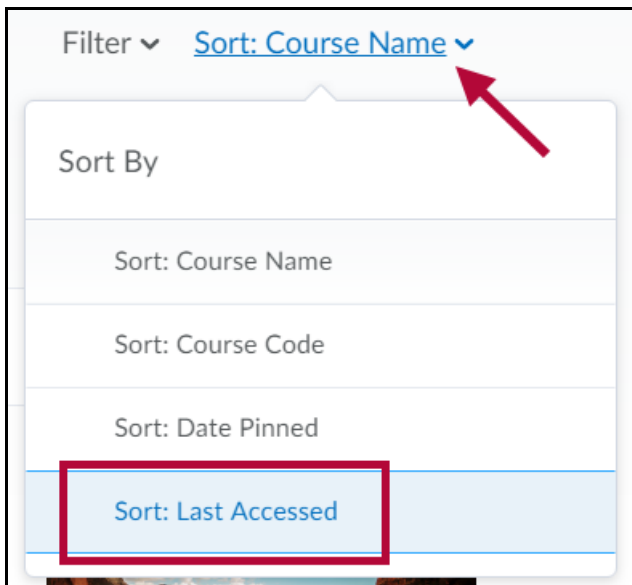 Filter Sort: Course Name
Sort By
Sort: Course Name
Sort: Course Code
Sort: Date Pinned
Sort: Last Accessed